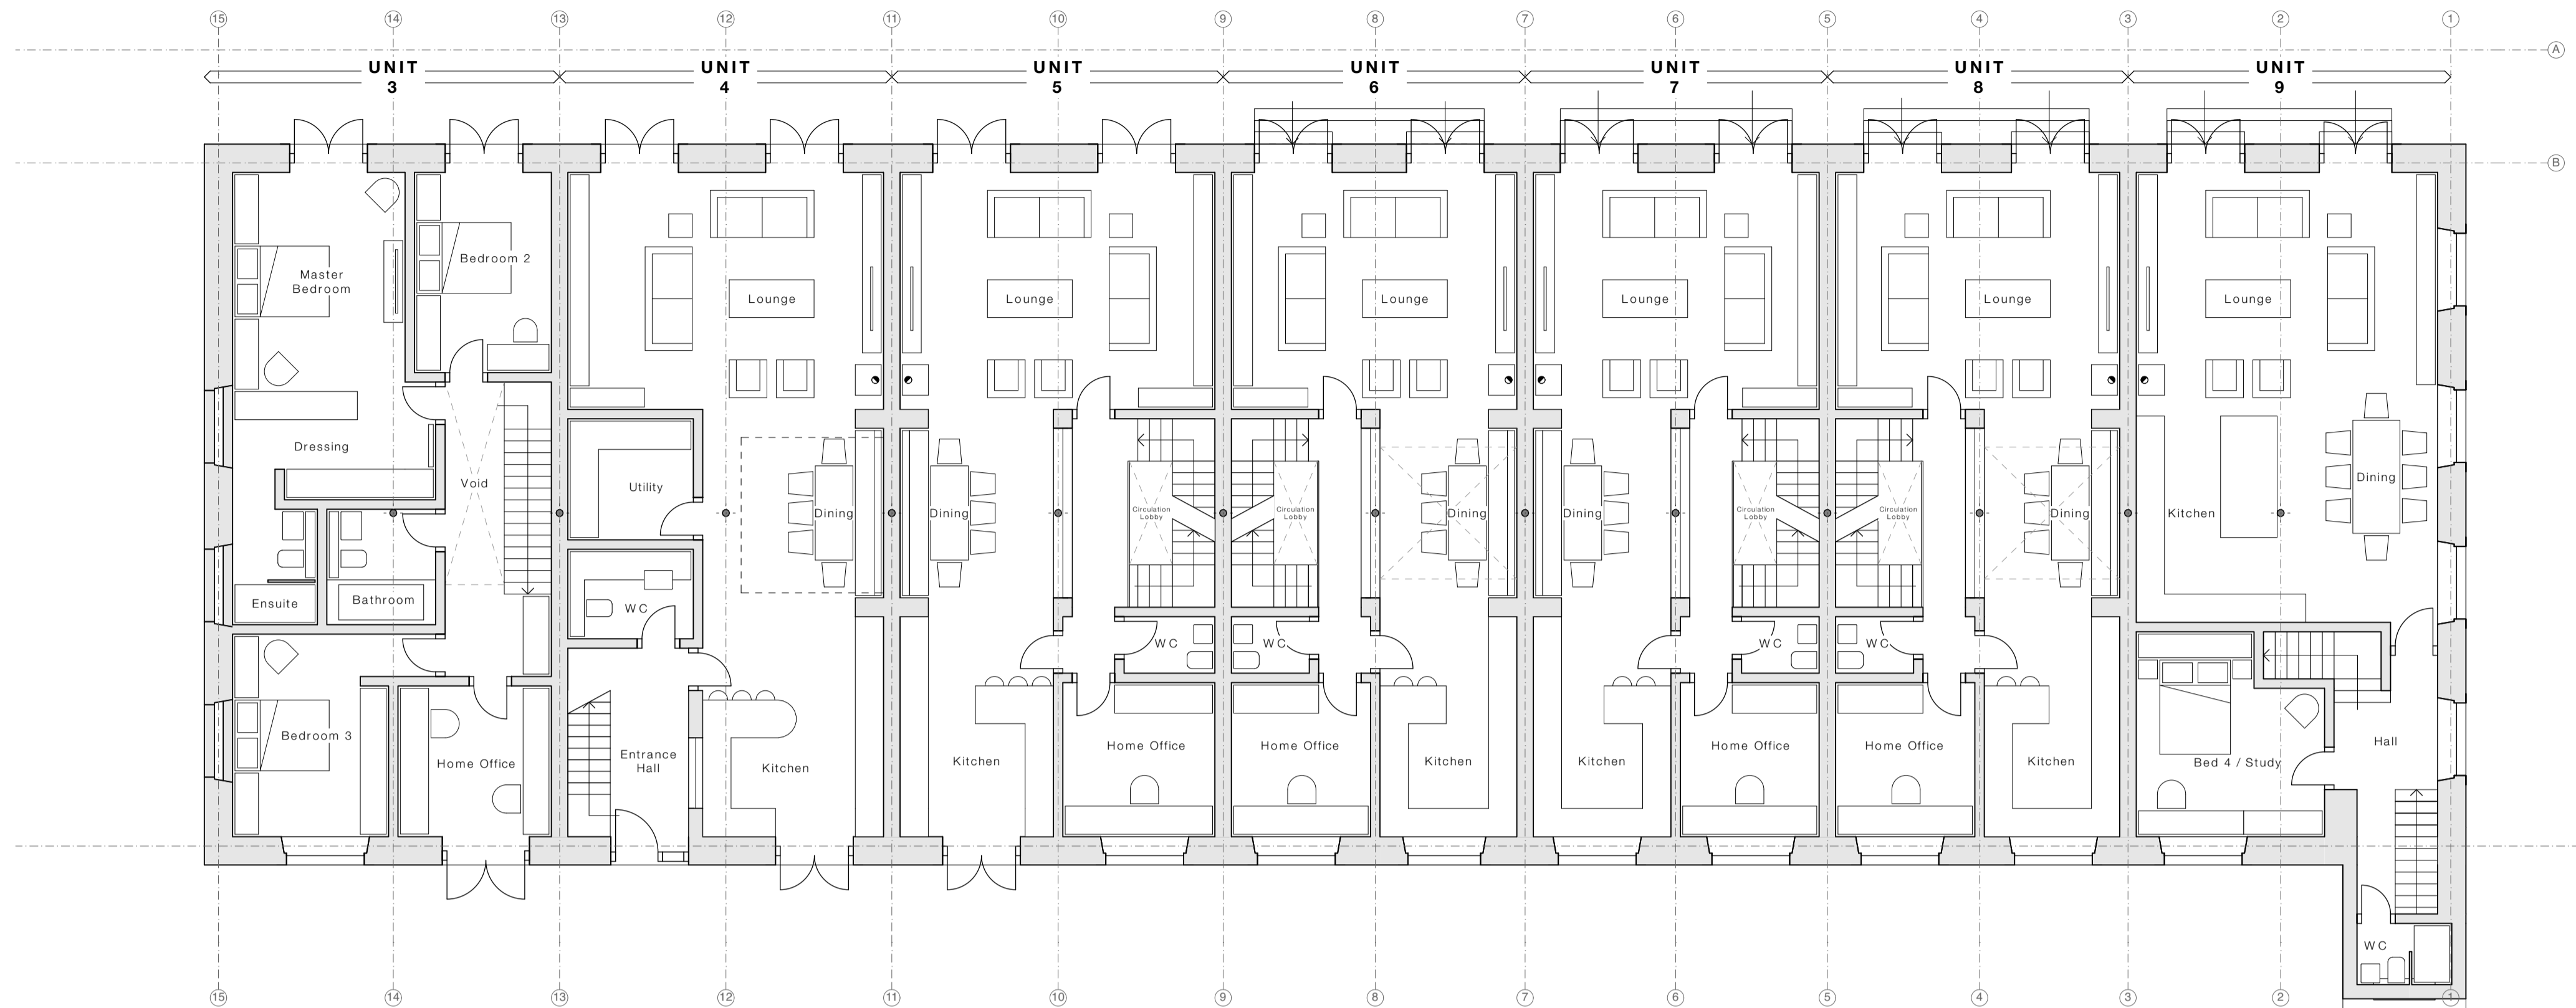 15 14 13 12 11 10 9 8 7 6 5 4 3 2 1
A
UNIT UNIT UNIT UNIT UNIT UNIT UNIT
3 4 5 6 7 8 9
B
Bedroom 2
Master
Bedroom
Lounge Lounge Lounge Lounge Lounge Lounge
Dressing
Void
Utility
Dining Dining Dining Dining Dining Kitchen Dining
Circulation
Lobby
Circulation
Lobby
Circulation
Lobby
Circulation
Lobby
Ensuite
Bathroom
WC
WC WC WC WC
Bedroom 3
Home Office
Entrance
Hall
Kitchen
Kitchen
Home Office Home Office
Kitchen Kitchen
Home Office Home Office
Kitchen
Bed 4 / Study
Hall
WC
15 14 13 12 11 10 9 8 7 6 5 4 3 2 1